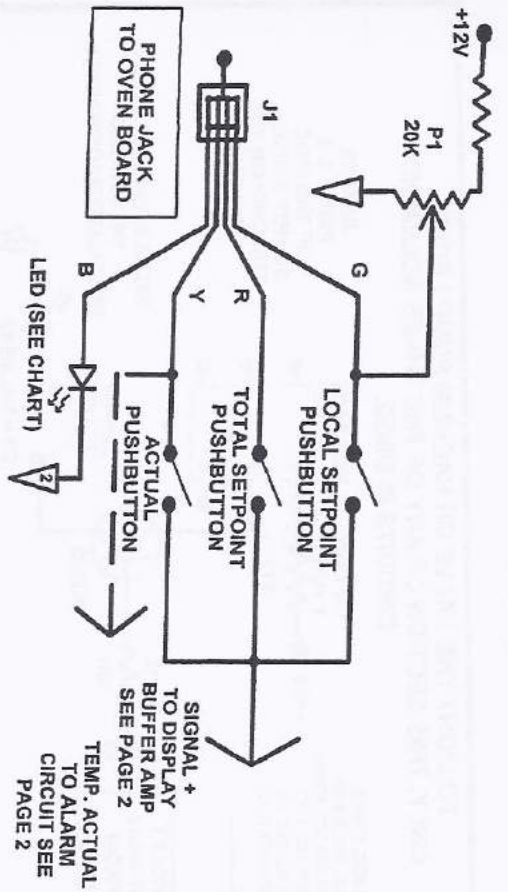 +12V
P1
20K
J1
PHONE JACK
TO OVEN BOARD
G
R
Y
B
LOCAL SETPOINT
PUSHBUTTON
TOTAL SETPOINT
PUSHBUTTON
ACTUAL
PUSHBUTTON
LED (SEE CHART)
2
SIGNAL +
TO DISPLAY
BUFFER AMP
SEE PAGE 2
TEMP. ACTUAL
TO ALARM
CIRCUIT SEE
PAGE 2